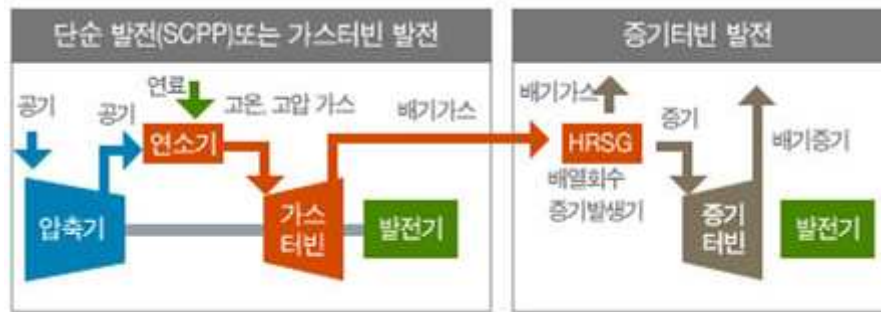 단순 발전(SCPP)또는 가스터빈 발전
공기
공기
연료
연소기
고온, 고압 가스
배기가스
압축기
가스
터빈
발전기
증기터빈 발전
배기가스
HRSG
배열회수
증기발생기
증기
배기증기
증기
터빈
발전기